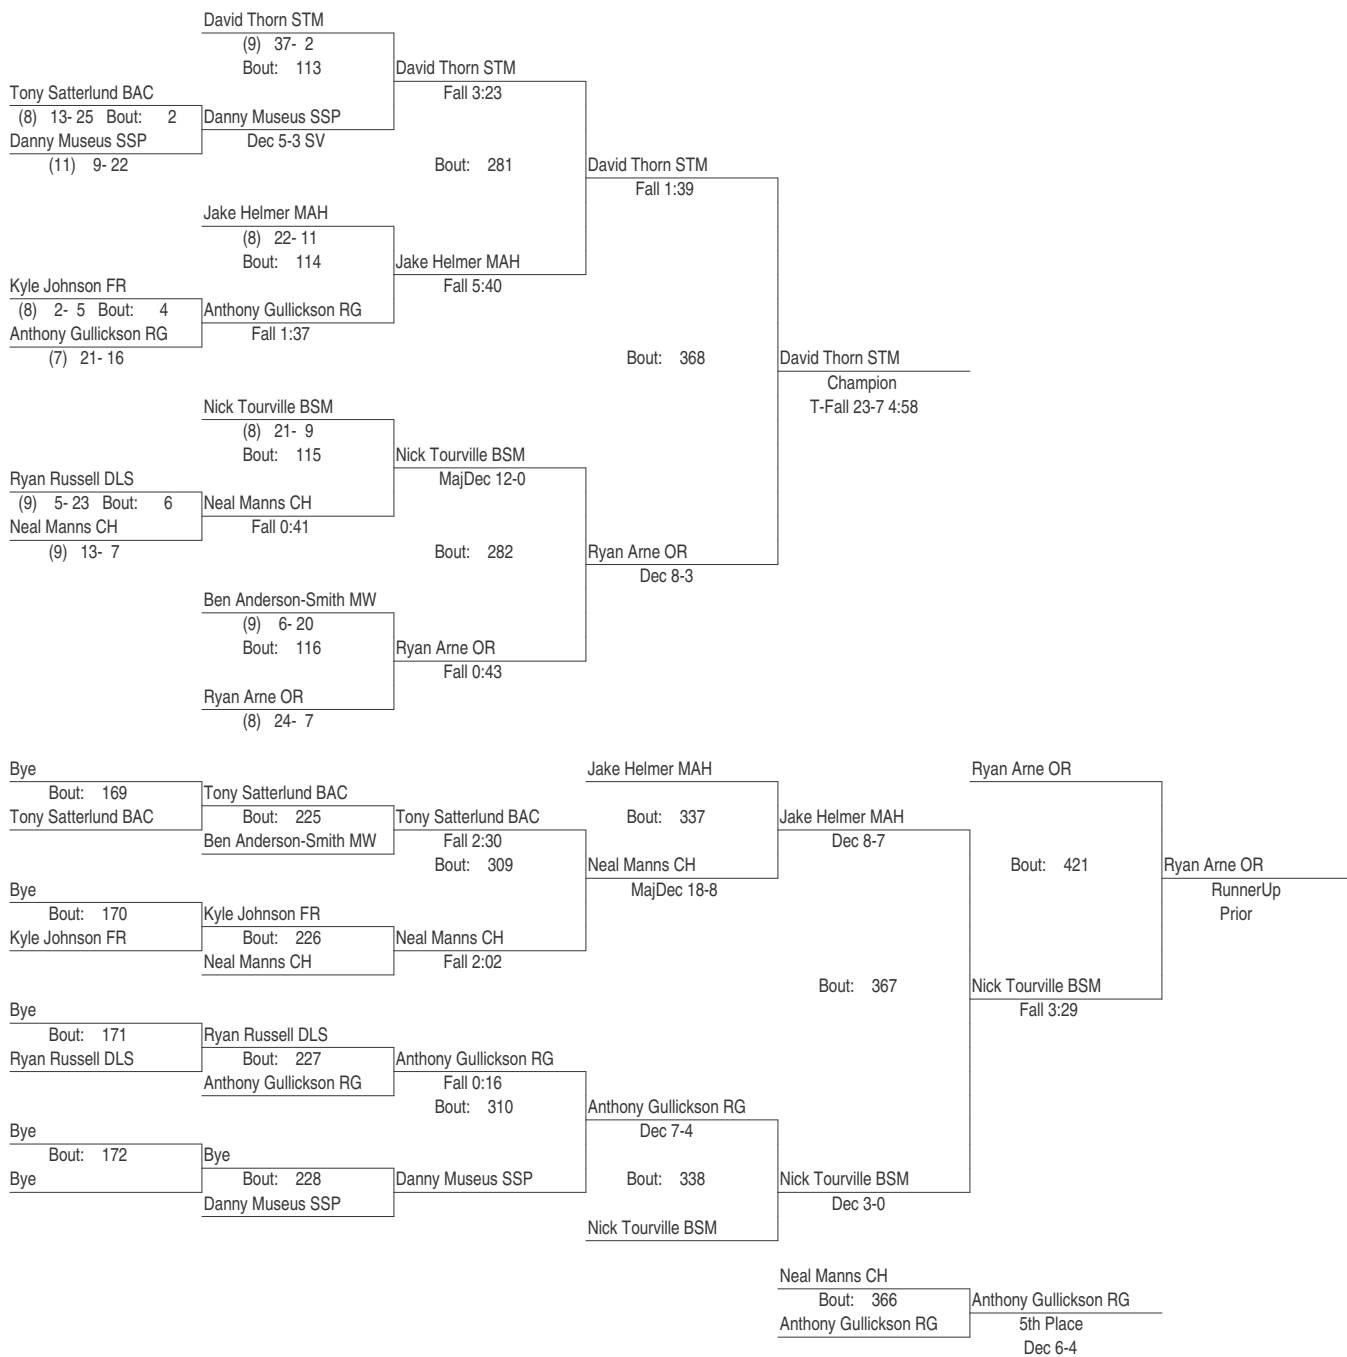 David Thorn STM
(9) 37- 2
Bout: 113
David Thorn STM
Fall 3:23
Tony Satterlund BAC
(8) 13- 25 Bout: 2
Danny Museus SSP
Danny Museus SSP
Dec 5-3 SV
(11) 9- 22
Bout: 281
David Thorn STM
Fall 1:39
Jake Helmer MAH
(8) 22- 11
Bout: 114
Jake Helmer MAH
Fall 5:40
Kyle Johnson FR
(8) 2- 5 Bout: 4
Anthony Gullickson RG
Anthony Gullickson RG
Fall 1:37
(7) 21- 16
Bout: 368
David Thorn STM
Champion
T-Fall 23-7 4:58
Nick Tourville BSM
(8) 21- 9
Bout: 115
Nick Tourville BSM
MajDec 12-0
Ryan Russell DLS
(9) 5- 23 Bout: 6
Neal Manns CH
Neal Manns CH
Fall 0:41
(9) 13- 7
Bout: 282
Ryan Arne OR
Dec 8-3
Ben Anderson-Smith MW
(9) 6- 20
Bout: 116
Ryan Arne OR
Fall 0:43
Ryan Arne OR
(8) 24- 7
Bye
Bout: 169
Tony Satterlund BAC
Tony Satterlund BAC
Bout: 225
Ben Anderson-Smith MW
Tony Satterlund BAC
Fall 2:30
Bout: 309
Jake Helmer MAH
Bout: 337
Neal Manns CH
MajDec 18-8
Jake Helmer MAH
Dec 8-7
Ryan Arne OR
Bout: 421
Ryan Arne OR
RunnerUp
Prior
Bye
Bout: 170
Kyle Johnson FR
Kyle Johnson FR
Bout: 226
Neal Manns CH
Neal Manns CH
Fall 2:02
Bout: 367
Nick Tourville BSM
Fall 3:29
Bye
Bout: 171
Ryan Russell DLS
Ryan Russell DLS
Bout: 227
Anthony Gullickson RG
Anthony Gullickson RG
Fall 0:16
Bout: 310
Anthony Gullickson RG
Dec 7-4
Bye
Bout: 172
Bye
Bye
Bout: 228
Danny Museus SSP
Danny Museus SSP
Bout: 338
Nick Tourville BSM
Nick Tourville BSM
Dec 3-0
Neal Manns CH
Bout: 366
Anthony Gullickson RG
Anthony Gullickson RG
5th Place
Dec 6-4